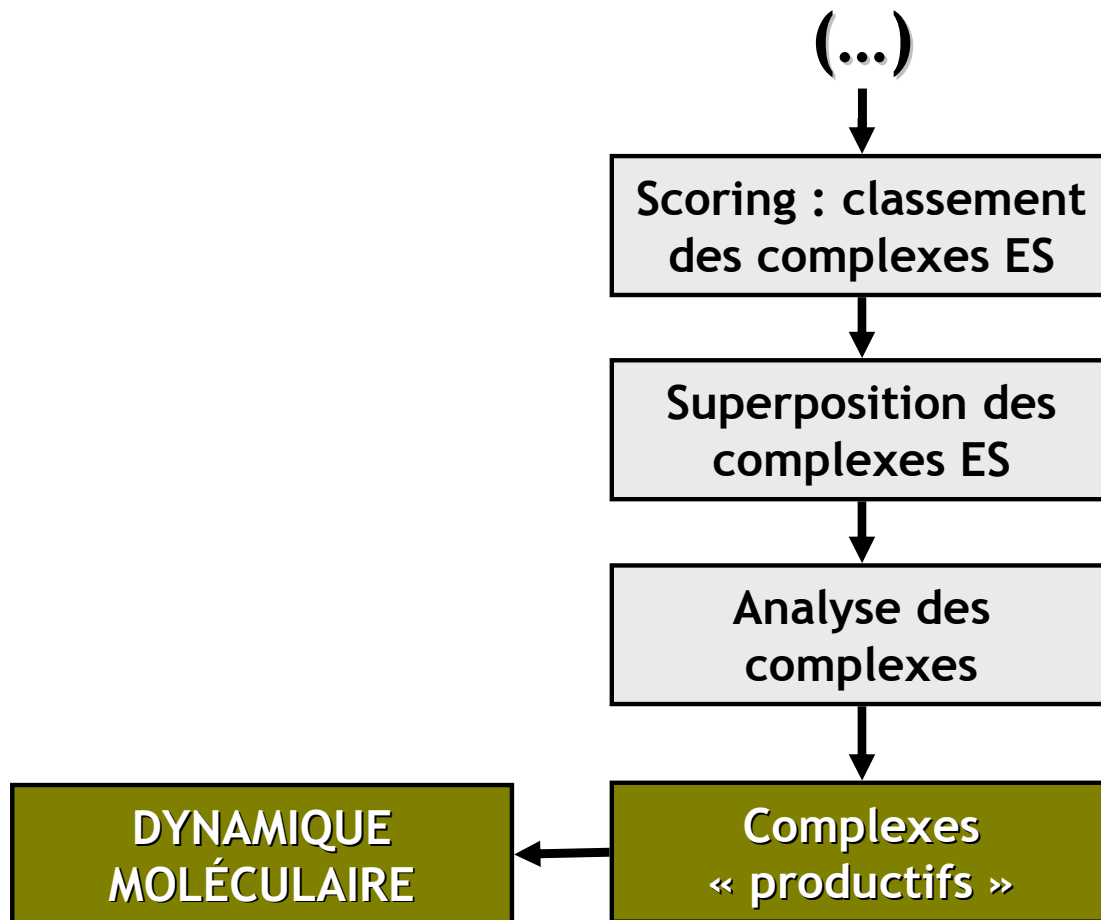 (...)
Scoring : classement
des complexes ES
Superposition des
complexes ES
Analyse des
complexes
Complexes
« productifs »
DYNAMIQUE
MOLÉCULAIRE